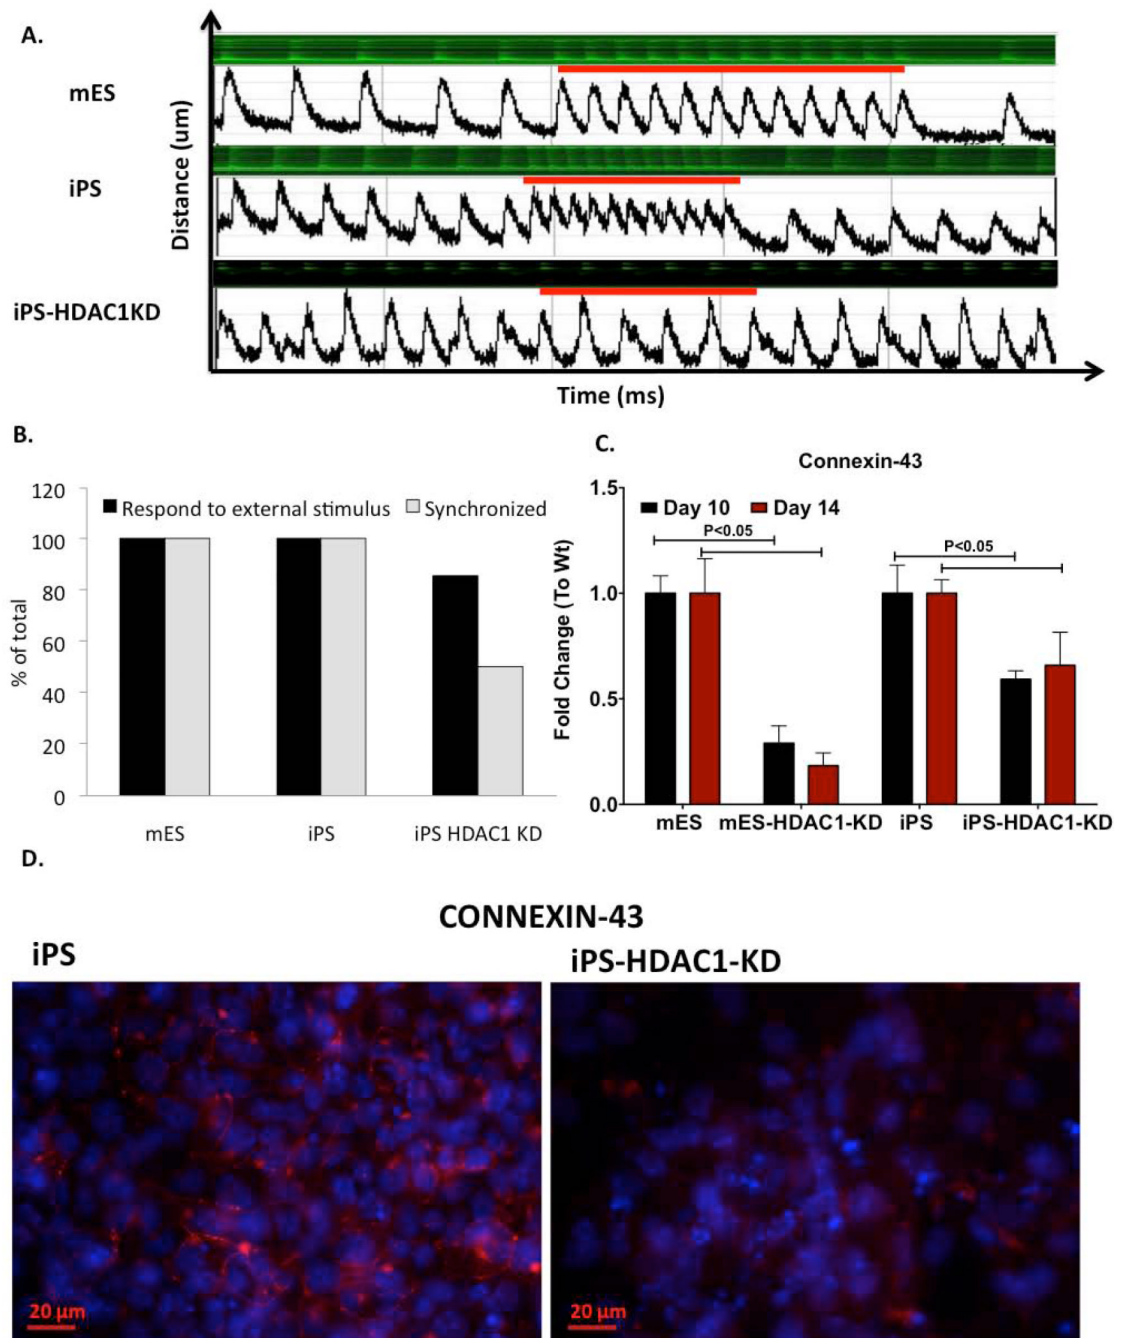 A.
mES
iPS
iPS-HDAC1KD
Distance (um)
Time (ms)
B.
120
100
80
60
40
20
0
% of total
Respond to external stimulus
Synchronized
mES
iPS
iPS HDAC1 KD
C.
Connexin-43
1.5
1.0
0.5
0.0
Fold Change (To Wt)
Day 10
Day 14
P<0.05
P<0.05
mES
mES-HDAC1-KD
iPS
iPS-HDAC1-KD
D.
CONNEXIN-43
iPS
iPS-HDAC1-KD
20 μm
20 μm